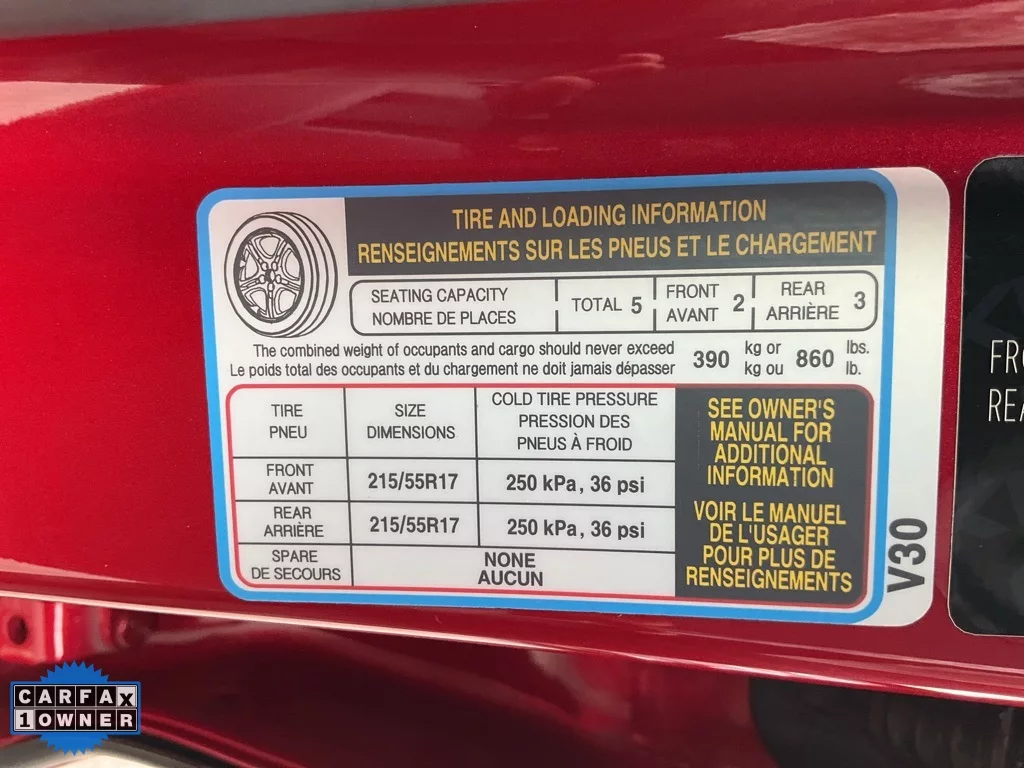 TIRE AND LOADING INFORMATION
RENSEIGNEMENTS SUR LES PNEUS ET LE CHARGEMENT
SEATING CAPACITY
NOMBRE DE PLACES
TOTAL 5
FRONT
AVANT 2
REAR
ARRIÈRE 3
The combined weight of occupants and cargo should never exceed
Le poids total des occupants et du chargement ne doit jamais dépasser
390 kg or
kg ou
860 lbs.
lb.
TIRE
PNEU
SIZE
DIMENSIONS
COLD TIRE PRESSURE
PRESSION DES
PNEUS À FROID
FRONT
AVANT
215/55R17
250 kPa, 36 psi
REAR
ARRIÈRE
215/55R17
250 kPa, 36 psi
SPARE
DE SECOURS
NONE
AUCUN
SEE OWNER'S
MANUAL FOR
ADDITIONAL
INFORMATION
VOIR LE MANUEL
DE L'USAGER
POUR PLUS DE
RENSEIGNEMENTS
V30
CARFAX
1 OWNER